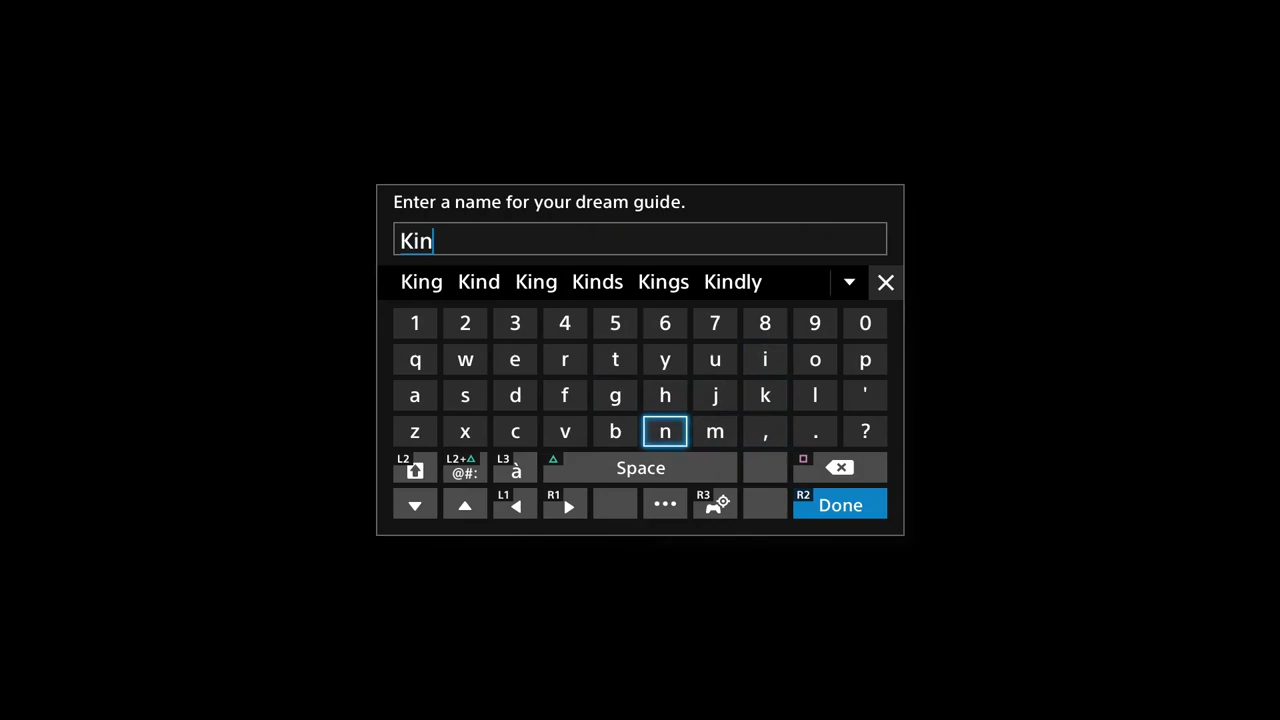 Enter a name for your dream guide.
Kin
King Kind King Kinds Kings Kindly
1 2 3 4 5 6 7 8 9 0
q w e r t y u i o p
a s d f g h j k l '
z x c v b n m , . ?
L2 L2+△ @#: L3 à △ Space □
L1 R1 ... R3 R2 Done